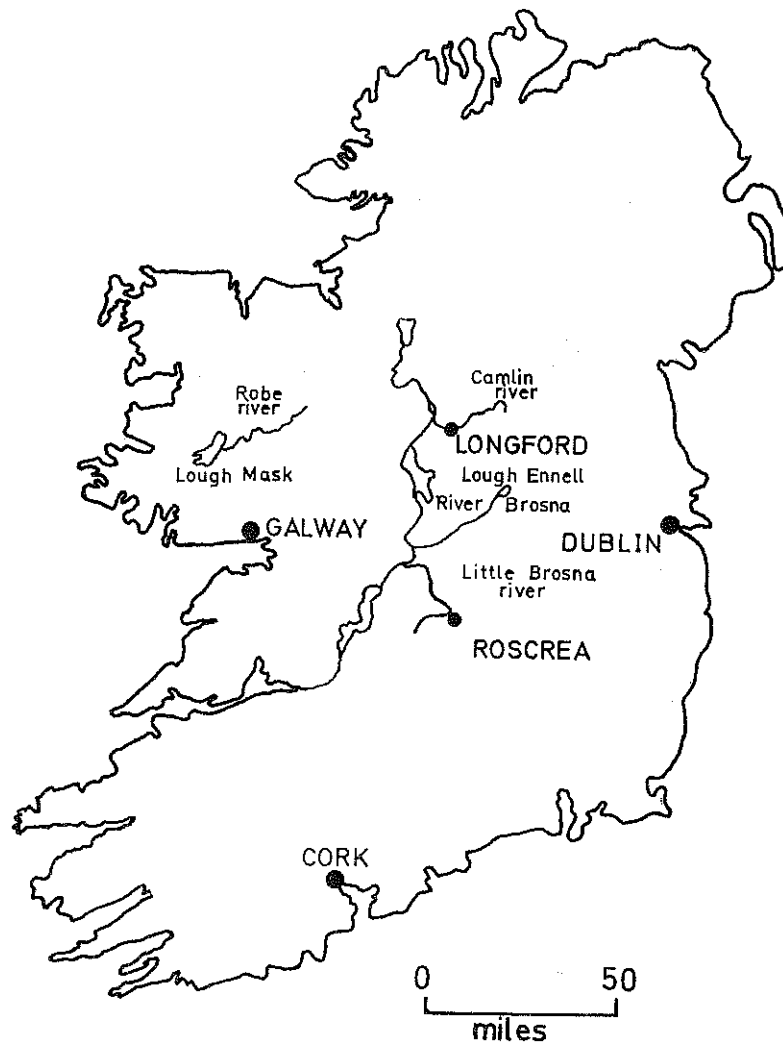 Camlin
river
Robe
river
LONGFORD
Lough Mask
Lough Ennell
River Brosna
GALWAY
DUBLIN
Little Brosna
river
ROSCREA
CORK
0 50
miles